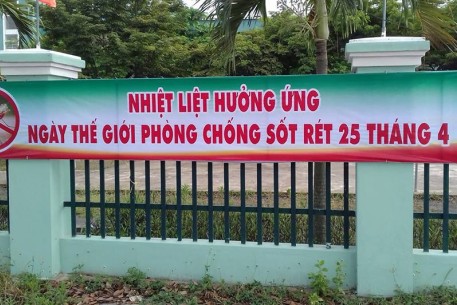 NHIỆT LIỆT HƯỞNG ỨNG
NGÀY THẾ GIỚI PHÒNG CHỐNG SỐT RÉT 25 THÁNG 4